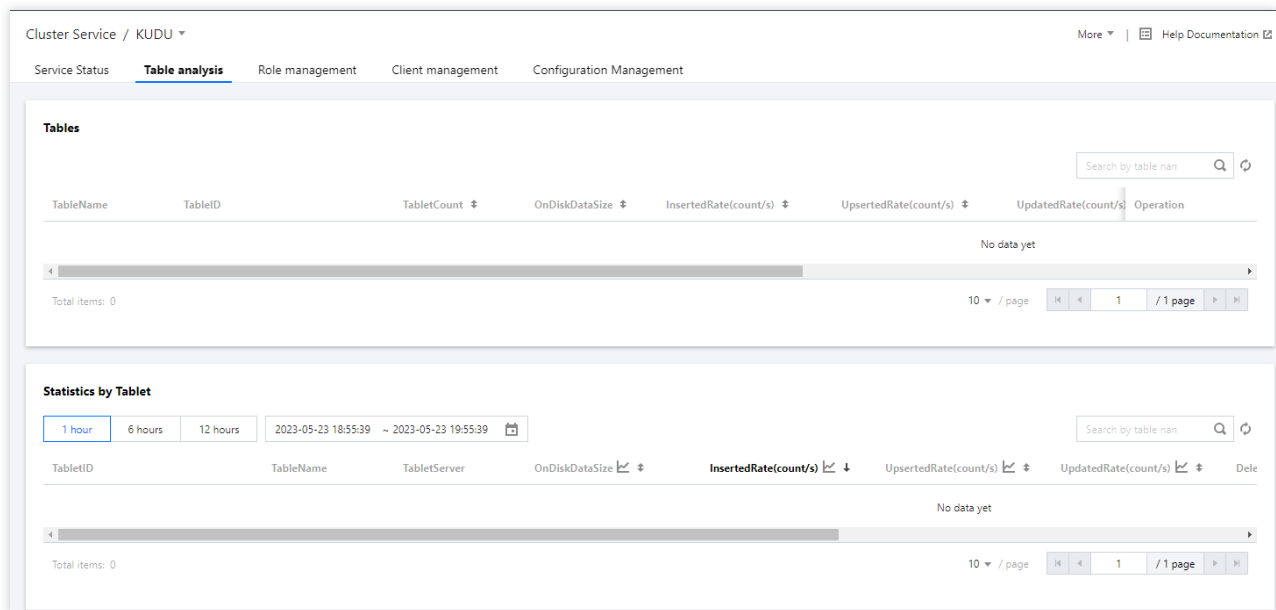 Cluster Service / KUDU
More | Help Documentation
Service Status Table analysis Role management Client management Configuration Management
Tables
Search by table nan
TableName TableID TabletCount OnDiskDataSize InsertedRate(count/s) UpsertedRate(count/s) UpdatedRate(count/s) Operation
No data yet
Total items: 0 10 / page 1 / 1 page
Statistics by Tablet
1 hour 6 hours 12 hours 2023-05-23 18:55:39 ~ 2023-05-23 19:55:39 Search by table nan
TabletID TableName TabletServer OnDiskDataSize InsertedRate(count/s) UpsertedRate(count/s) UpdatedRate(count/s) Dele
No data yet
Total items: 0 10 / page 1 / 1 page